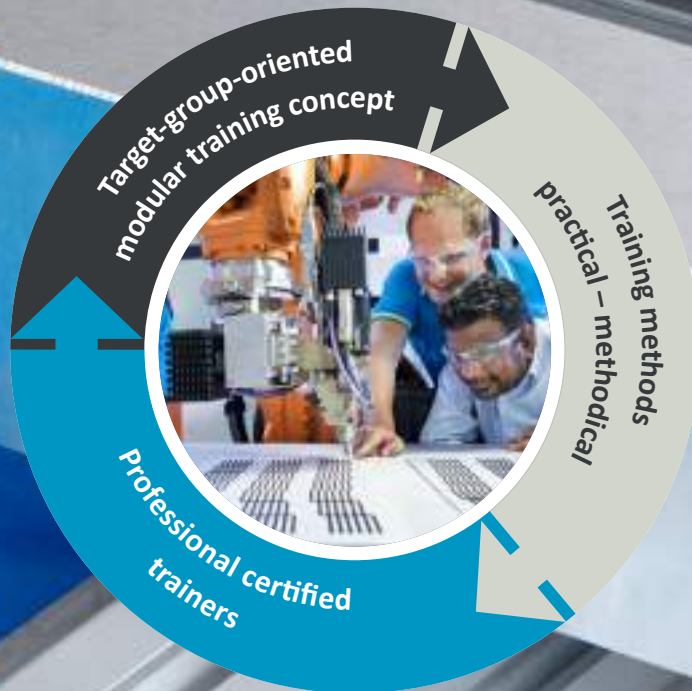 Target-group-oriented
modular training concept
Training methods
practical – methodical
Professional certified
trainers